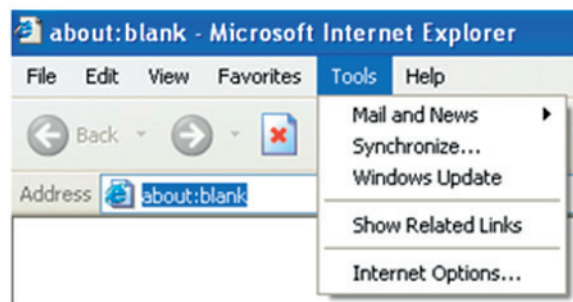 about:blank - Microsoft Internet Explorer
File Edit View Favorites Tools Help
Back
Address about:blank
Mail and News
Synchronize...
Windows Update
Show Related Links
Internet Options...